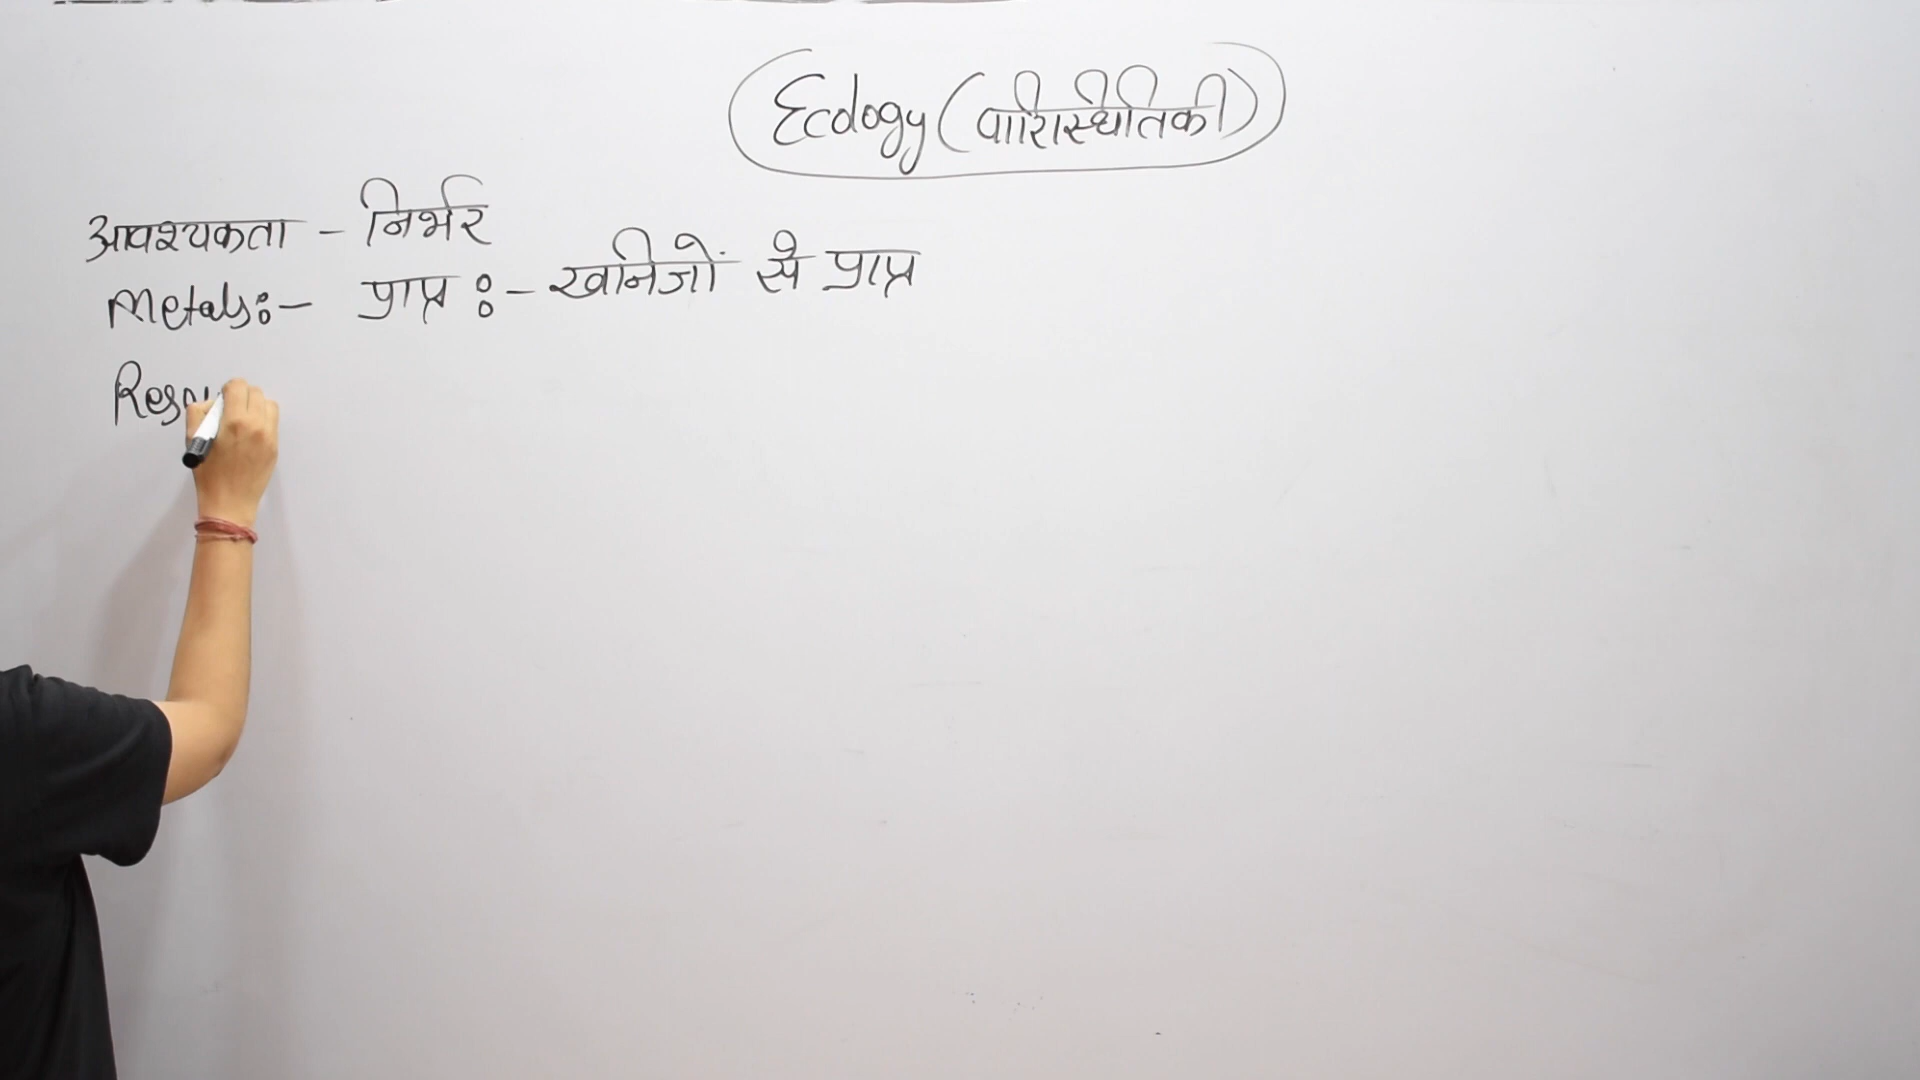 Ecology (पारिस्थितिकी)
आवश्यकता - निर्भर
Metals:- प्राप्त :- खनिजों से प्राप्त